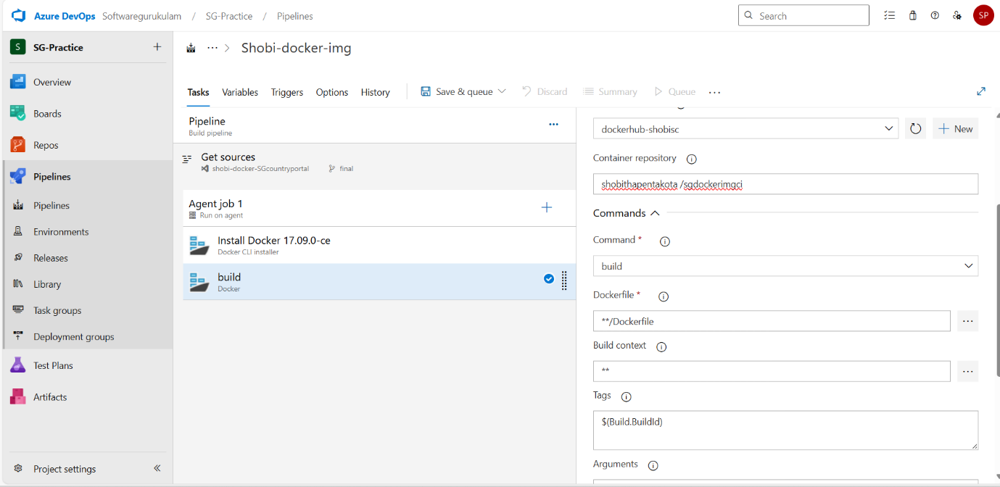 Azure DevOps Softwaregurukulam / SG-Practice / Pipelines
Search
SP
S SG-Practice
Overview
Boards
Repos
Pipelines
Pipelines
Environments
Releases
Library
Task groups
Deployment groups
Test Plans
Artifacts
Project settings
Shobi-docker-img
Tasks Variables Triggers Options History Save & queue Discard Summary Queue
Pipeline
Build pipeline
Get sources
shobi-docker-SGcountryportal final
Agent job 1
Run on agent
Install Docker 17.09.0-ce
Docker CLI installer
build
Docker
dockerhub-shobisc
New
Container repository
shobithapentakota /sgdockerimgci
Commands
Command *
build
Dockerfile *
**/Dockerfile
Build context
**
Tags
$(Build.BuildId)
Arguments